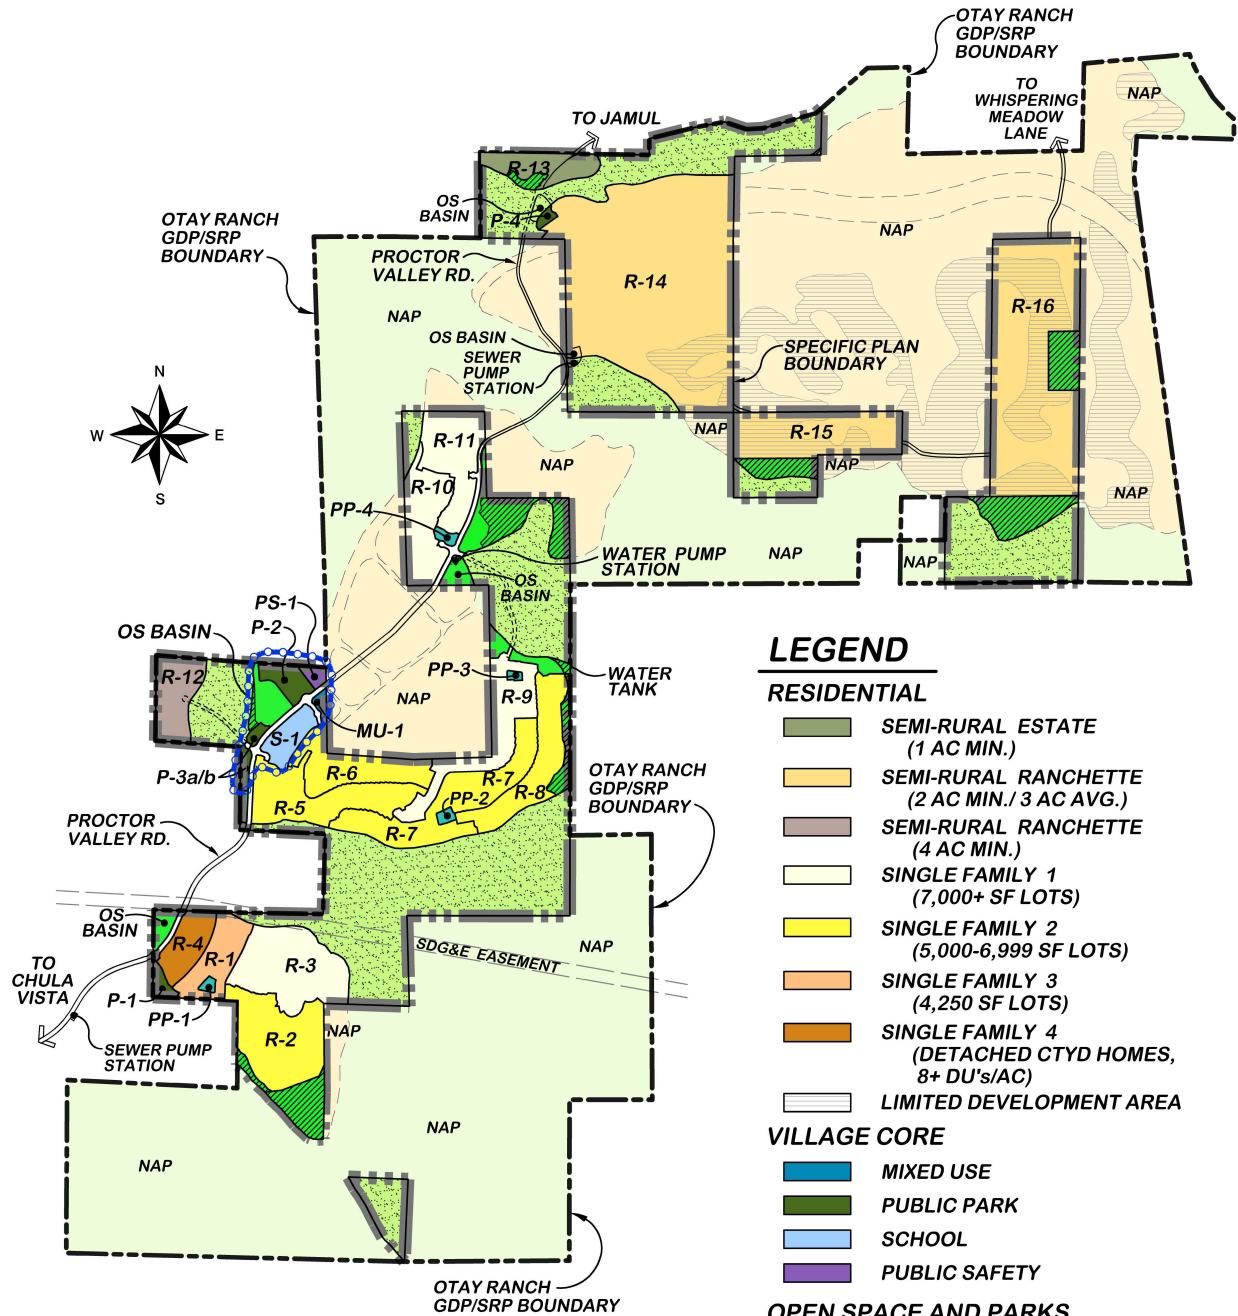 OTAY RANCH
GDP/SRP
BOUNDARY
TO
WHISPERING
MEADOW
LANE
NAP
TO JAMUL
R-13
OS
BASIN
P-4
OTAY RANCH
GDP/SRP
BOUNDARY
PROCTOR
VALLEY RD.
NAP
R-14
R-16
NAP
OS BASIN
SEWER
PUMP
STATION
SPECIFIC PLAN
BOUNDARY
N
W
E
S
R-11
NAP
R-15
NAP
NAP
R-10
NAP
PP-4
WATER PUMP
STATION
NAP
NAP
OS
BASIN
PS-1
P-2
OS BASIN
R-12
PP-3
WATER
TANK
NAP
R-9
MU-1
S-1
P-3a/b
R-6
R-7
R-8
PP-2
R-5
R-7
OTAY RANCH
GDP/SRP
BOUNDARY
PROCTOR
VALLEY RD.
OS
BASIN
R-4
R-1
R-3
SDG&E EASEMENT
NAP
TO
CHULA
VISTA
P-1
PP-1
R-2
NAP
SEWER PUMP
STATION
NAP
NAP
OTAY RANCH
GDP/SRP BOUNDARY
LEGEND
RESIDENTIAL
SEMI-RURAL ESTATE
(1 AC MIN.)
SEMI-RURAL RANCHETTE
(2 AC MIN./ 3 AC AVG.)
SEMI-RURAL RANCHETTE
(4 AC MIN.)
SINGLE FAMILY 1
(7,000+ SF LOTS)
SINGLE FAMILY 2
(5,000-6,999 SF LOTS)
SINGLE FAMILY 3
(4,250 SF LOTS)
SINGLE FAMILY 4
(DETACHED CTYD HOMES,
8+ DU's/AC)
LIMITED DEVELOPMENT AREA
VILLAGE CORE
MIXED USE
PUBLIC PARK
SCHOOL
PUBLIC SAFETY
OPEN SPACE AND PARKS